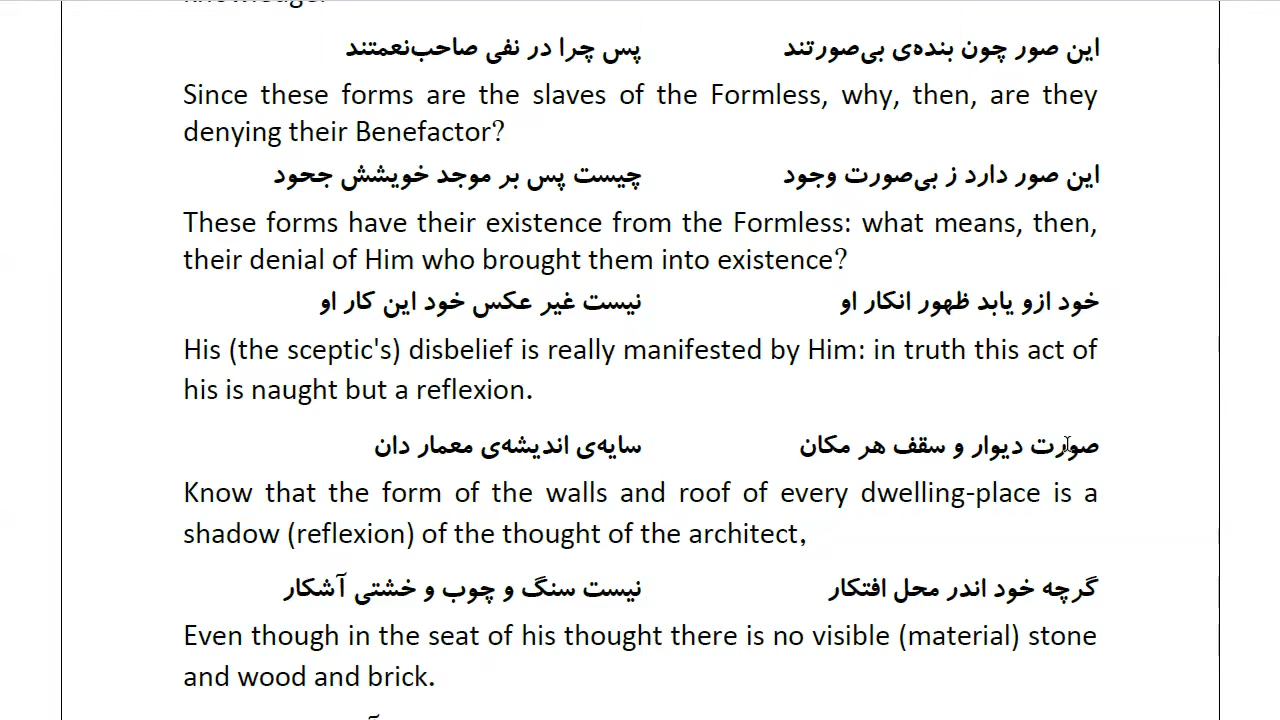 این صور چون بنده‌ی بی‌صورتند پس چرا در نفی صاحب‌نعمتند
Since these forms are the slaves of the Formless, why, then, are they
denying their Benefactor?
این صور دارد ز بی‌صورت وجود چیست پس بر موجد خویشش جحود
These forms have their existence from the Formless: what means, then,
their denial of Him who brought them into existence?
خود ازو یابد ظهور انکار او نیست غیر عکس خود این کار او
His (the sceptic's) disbelief is really manifested by Him: in truth this act of
his is naught but a reflexion.
صورت دیوار و سقف هر مکان سایه‌ی اندیشه‌ی معمار دان
Know that the form of the walls and roof of every dwelling-place is a
shadow (reflexion) of the thought of the architect,
گرچه خود اندر محل افتکار نیست سنگ و چوب و خشتی آشکار
Even though in the seat of his thought there is no visible (material) stone
and wood and brick.